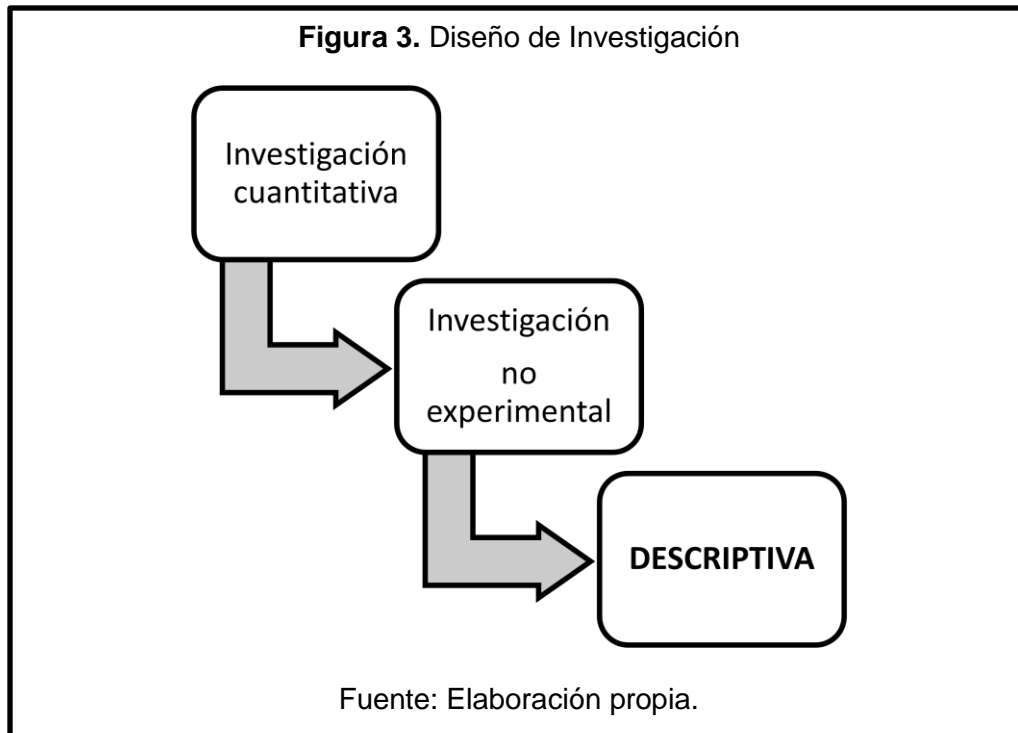 Figura 3. Diseño de Investigación
Investigación
cuantitativa
Investigación
no
experimental
DESCRIPTIVA
Fuente: Elaboración propia.